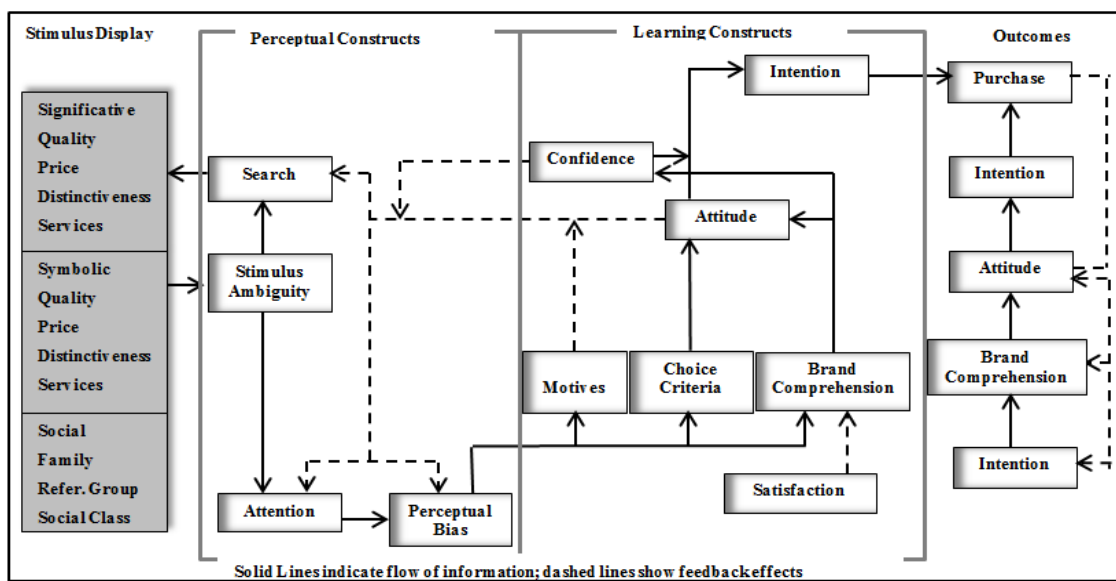 Stimulus Display
Perceptual Constructs
Learning Constructs
Outcomes
Significative
Quality
Price
Distinctiveness
Services
Symbolic
Quality
Price
Distinctiveness
Services
Social
Family
Refer. Group
Social Class
Search
Stimulus
Ambiguity
Attention
Perceptual
Bias
Intention
Confidence
Attitude
Motives
Choice
Criteria
Brand
Comprehension
Satisfaction
Purchase
Intention
Attitude
Brand
Comprehension
Intention
Solid Lines indicate flow of information; dashed lines show feedback effects